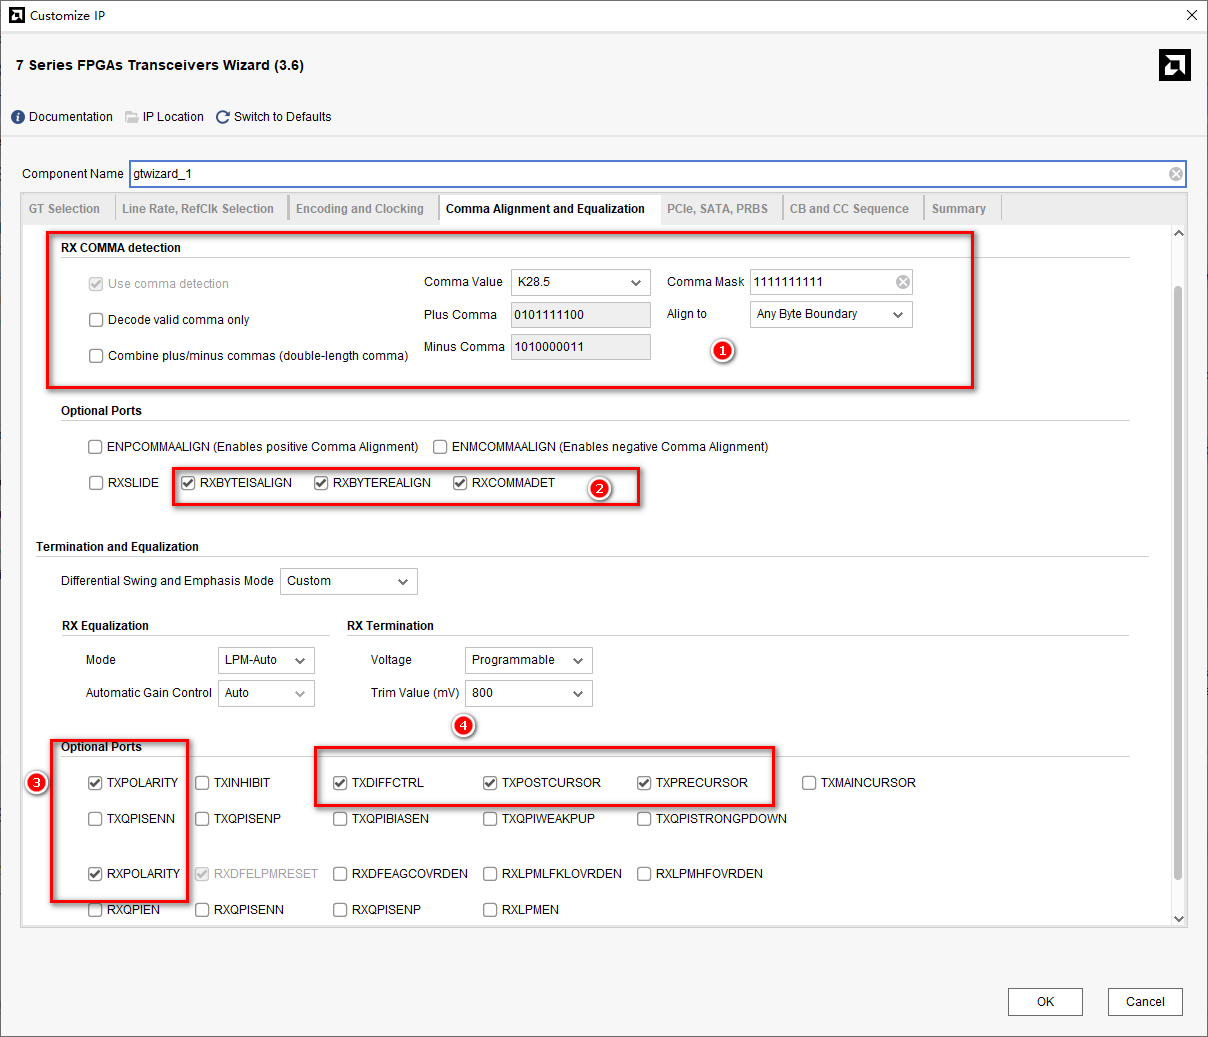 Customize IP
7 Series FPGAs Transceivers Wizard (3.6)
Documentation IP Location Switch to Defaults
Component Name gtwizard_1
GT Selection Line Rate, RefClk Selection Encoding and Clocking Comma Alignment and Equalization PCIe, SATA, PRBS CB and CC Sequence Summary
RX COMMA detection
Use comma detection Comma Value K28.5 Comma Mask 1111111111
Decode valid comma only Plus Comma 0101111100 Align to Any Byte Boundary
Combine plus/minus commas (double-length comma) Minus Comma 1010000011
1
Optional Ports
ENPCOMMAALIGN (Enables positive Comma Alignment) ENMCOMMAALIGN (Enables negative Comma Alignment)
RXSLIDE RXBYTEISALIGN RXBYTEREALIGN RXCOMMADET 2
Termination and Equalization
Differential Swing and Emphasis Mode Custom
RX Equalization RX Termination
Mode LPM-Auto Voltage Programmable
Automatic Gain Control Auto Trim Value (mV) 800
4
Optional Ports
3 TXPOLARITY TXINHIBIT TXDIFFCTRL TXPOSTCURSOR TXPRECURSOR TXMAINCURSOR
TXQPISENN TXQPISENP TXQPIBIASEN TXQPIWEAKPUP TXQPISTRONGPDOWN
RXPOLARITY RXDFELPMRESET RXDFEAGCOVRDEN RXLPMLFKLOVRDEN RXLPMHFOVRDEN
RXQPIEN RXQPISENN RXQPISENP RXLPMEN
OK Cancel